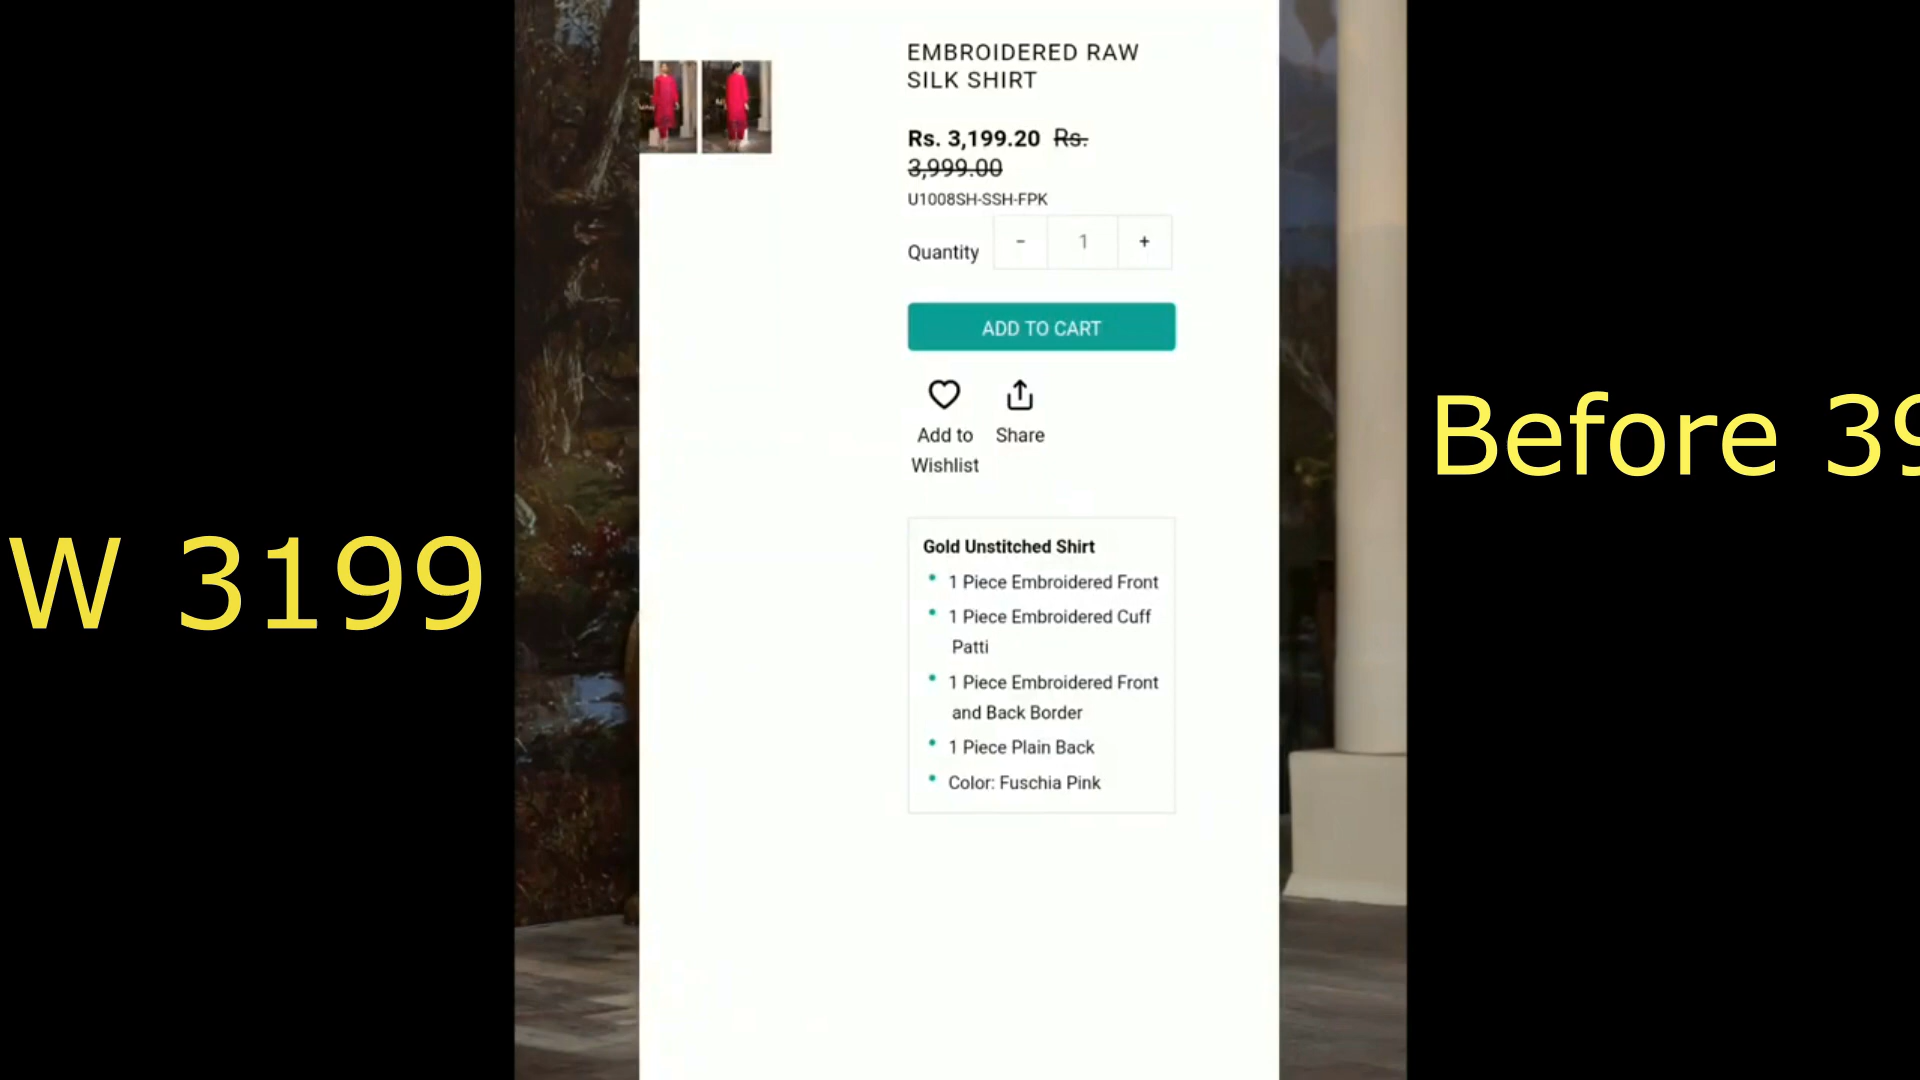 EMBROIDERED RAW
SILK SHIRT
Rs. 3,199.20 Rs.
3,999.00
U1008SH-SSH-FPK
Quantity - 1 +
ADD TO CART
Add to Share
Wishlist
Gold Unstitched Shirt
1 Piece Embroidered Front
1 Piece Embroidered Cuff
Patti
1 Piece Embroidered Front
and Back Border
1 Piece Plain Back
Color: Fuschia Pink
W 3199
Before 39